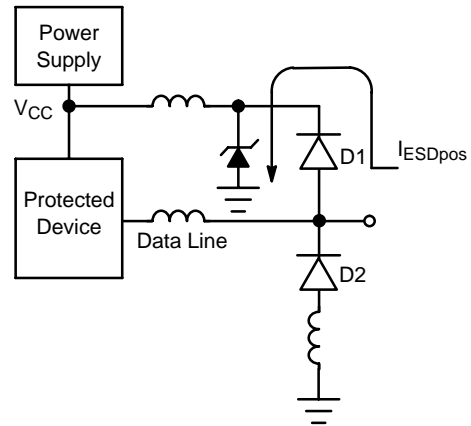 Power
Supply
VCC
D1
IESDpos
Protected
Device
Data Line
D2